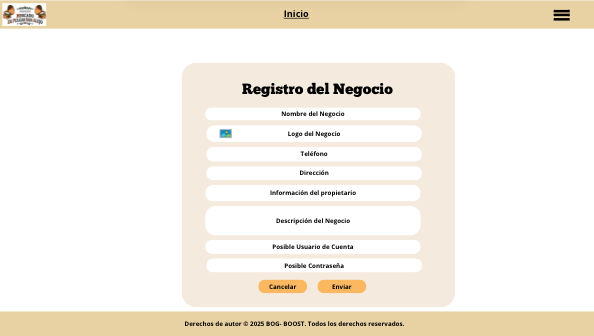 Inicio
Registro del Negocio
Nombre del Negocio
Logo del Negocio
Teléfono
Dirección
Información del propietario
Descripción del Negocio
Posible Usuario de Cuenta
Posible Contraseña
Cancelar
Enviar
Derechos de autor © 2025 BOG- BOOST. Todos los derechos reservados.